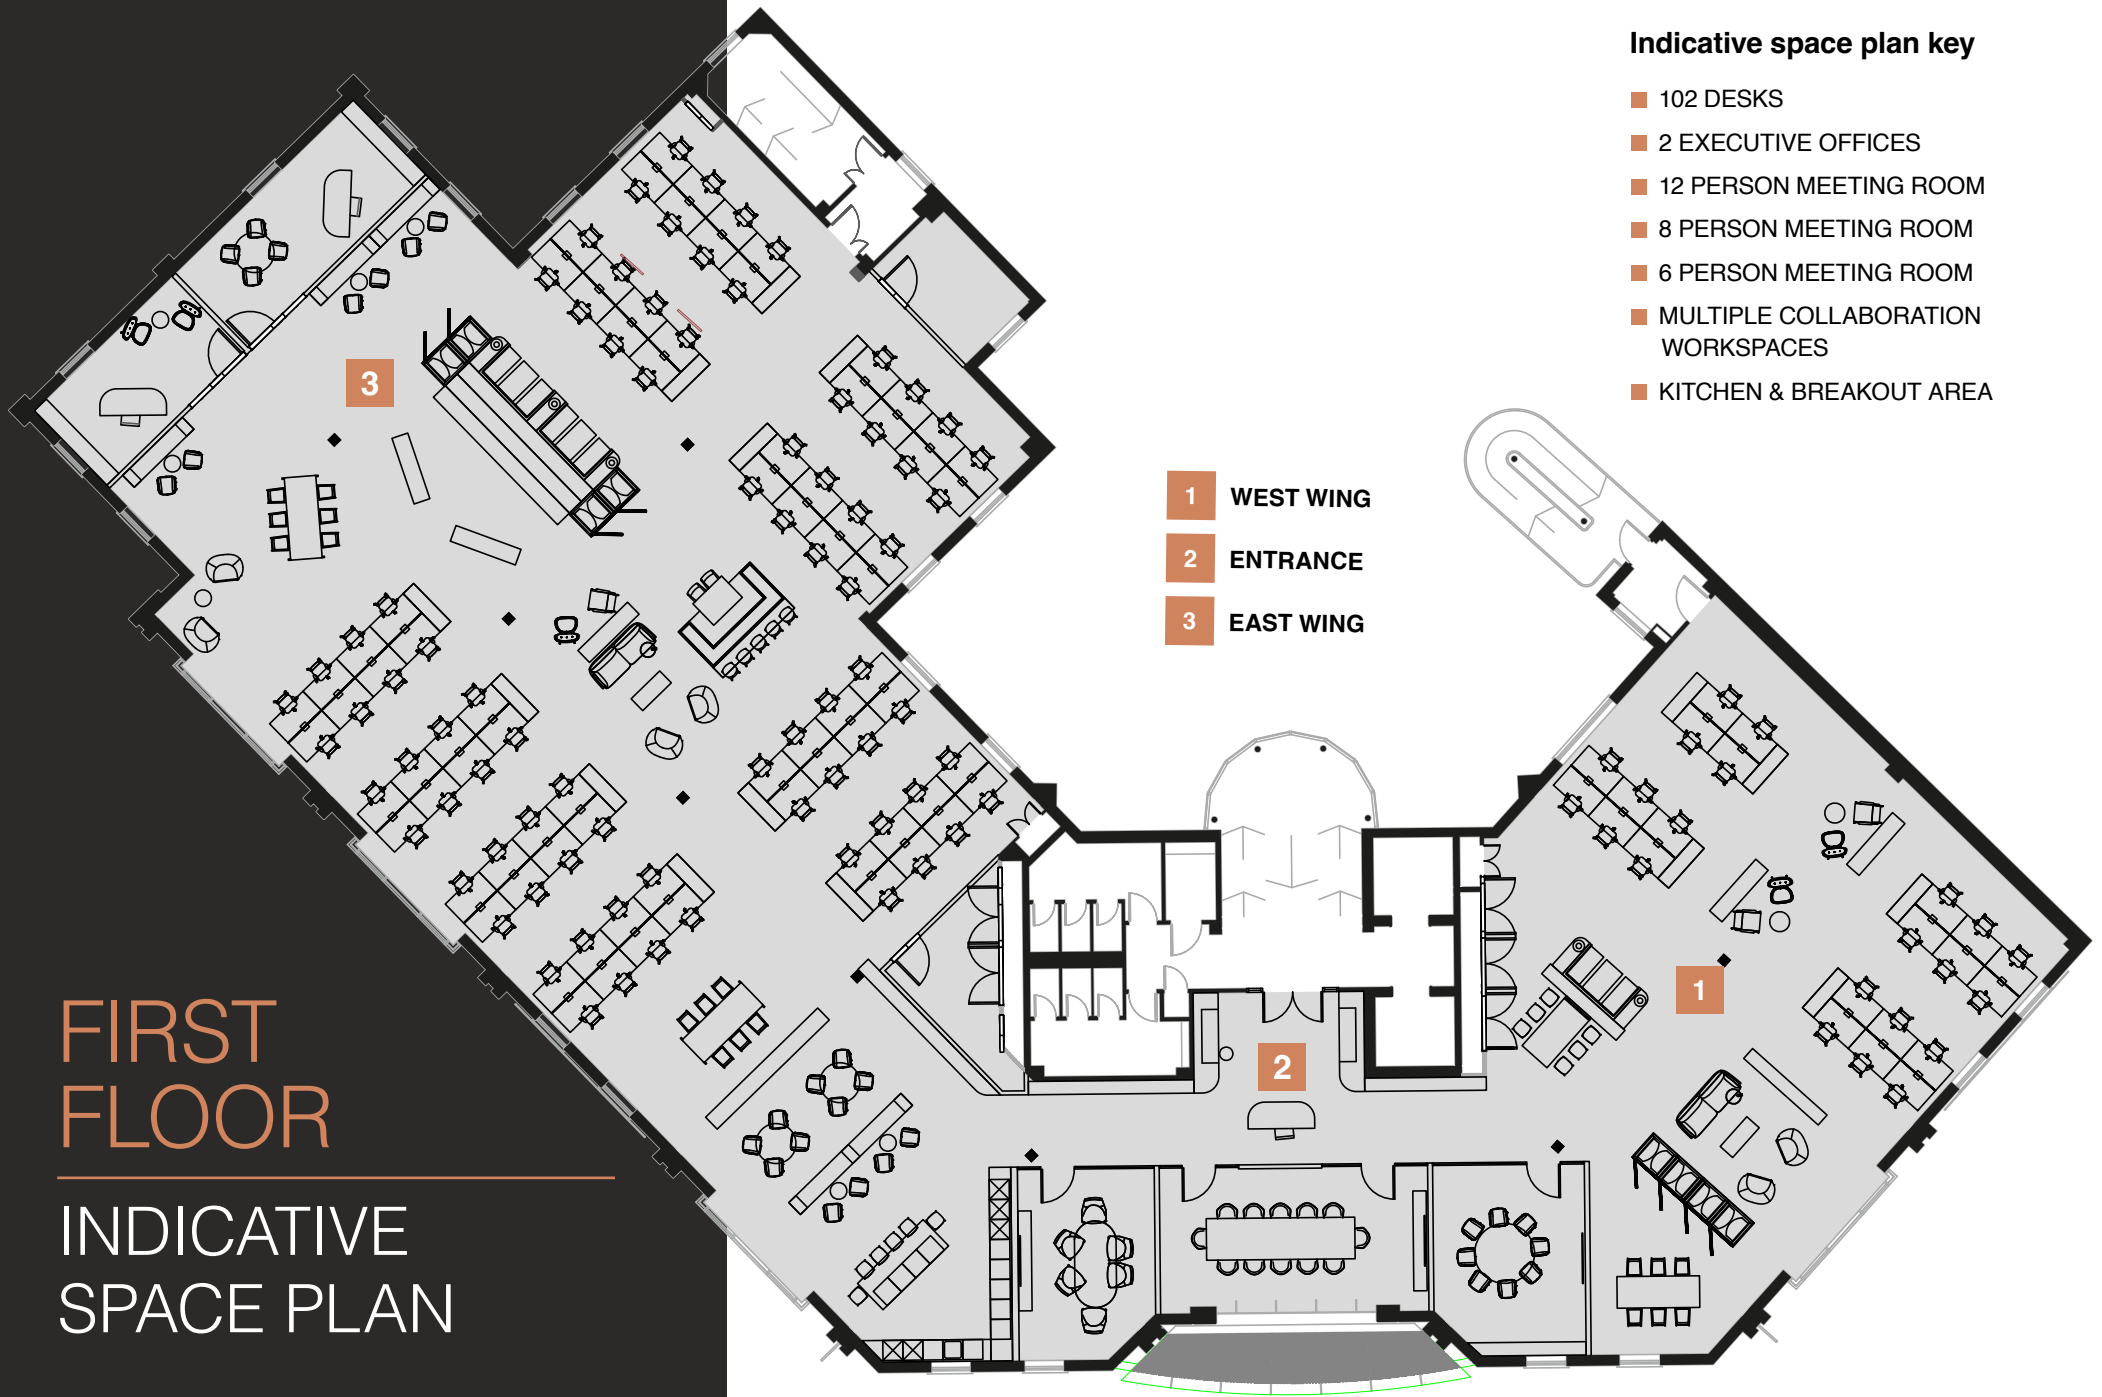 Indicative space plan key
102 DESKS
2 EXECUTIVE OFFICES
12 PERSON MEETING ROOM
8 PERSON MEETING ROOM
6 PERSON MEETING ROOM
MULTIPLE COLLABORATION
WORKSPACES
KITCHEN & BREAKOUT AREA
3
1 WEST WING
2 ENTRANCE
3 EAST WING
1
2
FIRST
FLOOR
INDICATIVE
SPACE PLAN